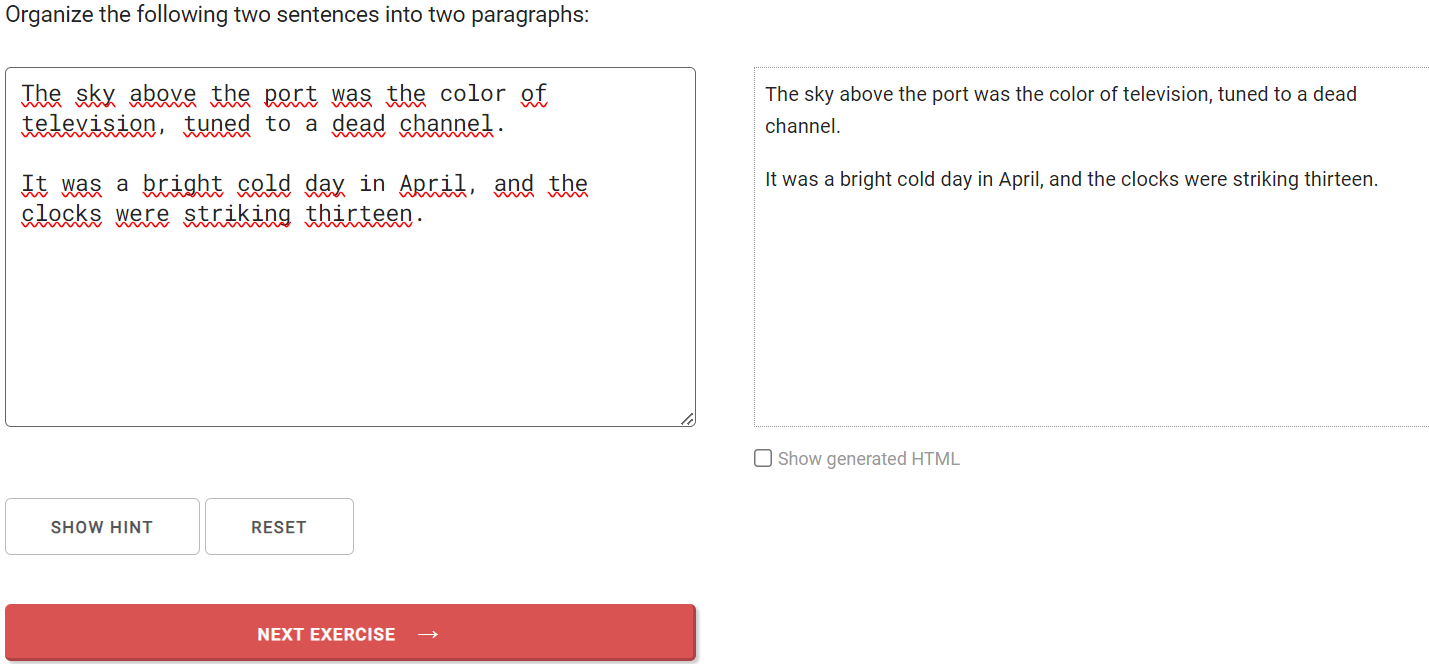 Organize the following two sentences into two paragraphs:
The sky above the port was the color of
television, tuned to a dead channel.
It was a bright cold day in April, and the
clocks were striking thirteen.
The sky above the port was the color of television, tuned to a dead
channel.
It was a bright cold day in April, and the clocks were striking thirteen.
Show generated HTML
SHOW HINT
RESET
NEXT EXERCISE →